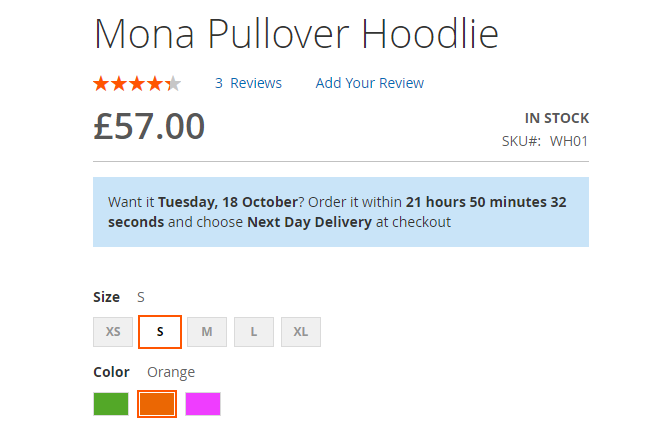 Mona Pullover Hoodlie
3 Reviews Add Your Review
£57.00
IN STOCK
SKU#: WH01
Want it Tuesday, 18 October? Order it within 21 hours 50 minutes 32
seconds and choose Next Day Delivery at checkout
Size S
XS S M L XL
Color Orange